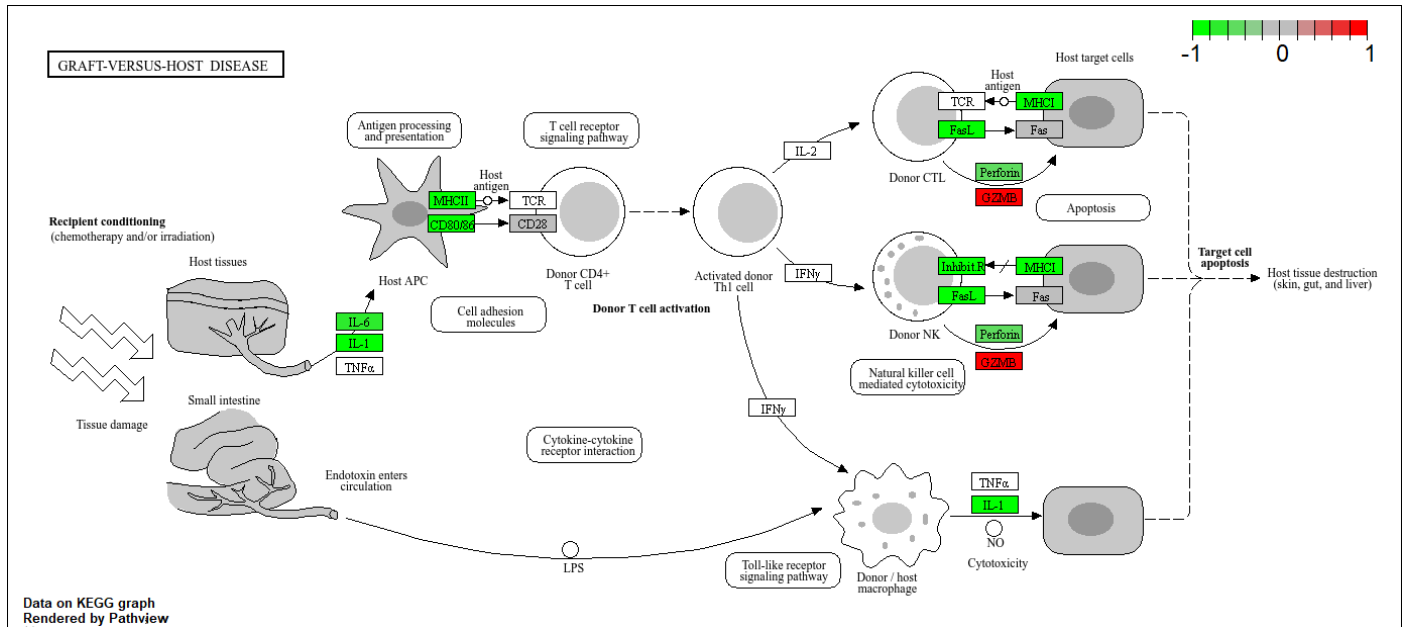 GRAFT-VERSUS-HOST DISEASE
-1 0 1
Host target cells
Antigen processing
and presentation
T cell receptor
signaling pathway
Host
antigen
TCR
MHCI
FasL
Fas
IL-2
Donor CTL
Perforin
GZMB
Apoptosis
Host
antigen
MHCII
TCR
CD80/86
CD28
Recipient conditioning
(chemotherapy and/or irradiation)
Host tissues
Host APC
Donor CD4+
T cell
Activated donor
Th1 cell
IFNγ
Inhibit.R
MHCI
FasL
Fas
Target cell
apoptosis
Host tissue destruction
(skin, gut, and liver)
Cell adhesion
molecules
Donor T cell activation
IL-6
IL-1
TNFα
Donor NK
Perforin
GZMB
Natural killer cell
mediated cytotoxicity
Small intestine
Tissue damage
IFNγ
Cytokine-cytokine
receptor interaction
Endotoxin enters
circulation
TNFα
IL-1
NO
Cytotoxicity
LPS
Toll-like receptor
signaling pathway
Donor / host
macrophage
Data on KEGG graph
Rendered by Pathview